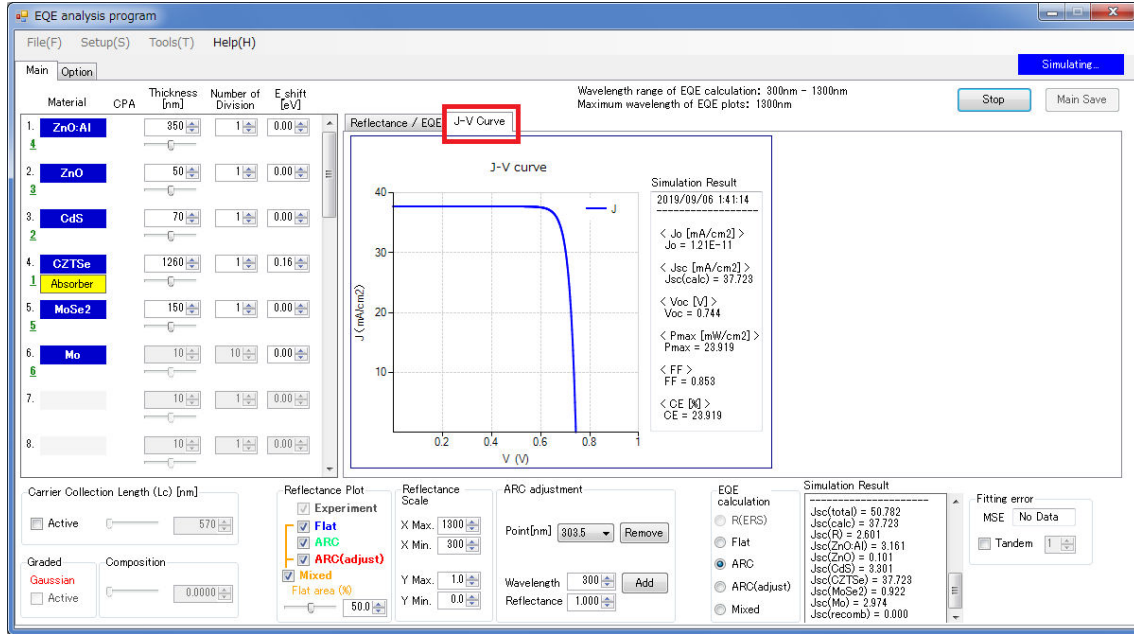 EQE analysis program
File(F) Setup(S) Tools(T) Help(H)
Simulating...
Main Option
Wavelength range of EQE calculation: 300nm - 1300nm
Maximum wavelength of EQE plots: 1300nm
Stop Main Save
Material CPA Thickness [nm] Number of Division E_shift [eV]
1. ZnO:Al 350 1 0.00
4
2. ZnO 50 1 0.00
3
3. CdS 70 1 0.00
2
4. CZTSe 1260 1 0.16
1 Absorber
5. MoSe2 150 1 0.00
5
6. Mo 10 10 0.00
6
7. 10 1 0.00
8. 10 1 0.00
Reflectance / EQE J-V Curve
J-V curve
J
40
30
20
10
J (mA/cm2)
0.2 0.4 0.6 0.8 1
V (V)
Simulation Result
2019/09/06 1:41:14
--------------------
< Jo [mA/cm2] >
Jo = 1.21E-11
< Jsc [mA/cm2] >
Jsc(calc) = 37.723
< Voc [V] >
Voc = 0.744
< Pmax [mW/cm2] >
Pmax = 23.919
< FF >
FF = 0.853
< CE [%] >
CE = 23.919
Carrier Collection Length (Lc) [nm]
Active 570
Graded
Gaussian
Active
Composition
0.0000
Reflectance Plot
Experiment
Flat
ARC
ARC(adjust)
Mixed
Flat area (%)
50.0
Reflectance Scale
X Max. 1300
X Min. 300
Y Max. 1.0
Y Min. 0.0
ARC adjustment
Point[nm] 303.5 Remove
Wavelength 300 Add
Reflectance 1.000
EQE calculation
R(ERS)
Flat
ARC
ARC(adjust)
Mixed
Simulation Result
--------------------
Jsc(total) = 50.782
Jsc(calc) = 37.723
Jsc(R) = 2.601
Jsc(ZnO:Al) = 3.161
Jsc(ZnO) = 0.101
Jsc(CdS) = 3.301
Jsc(CZTSe) = 37.723
Jsc(MoSe2) = 0.922
Jsc(Mo) = 2.974
Jsc(recomb) = 0.000
Fitting error
MSE No Data
Tandem 1